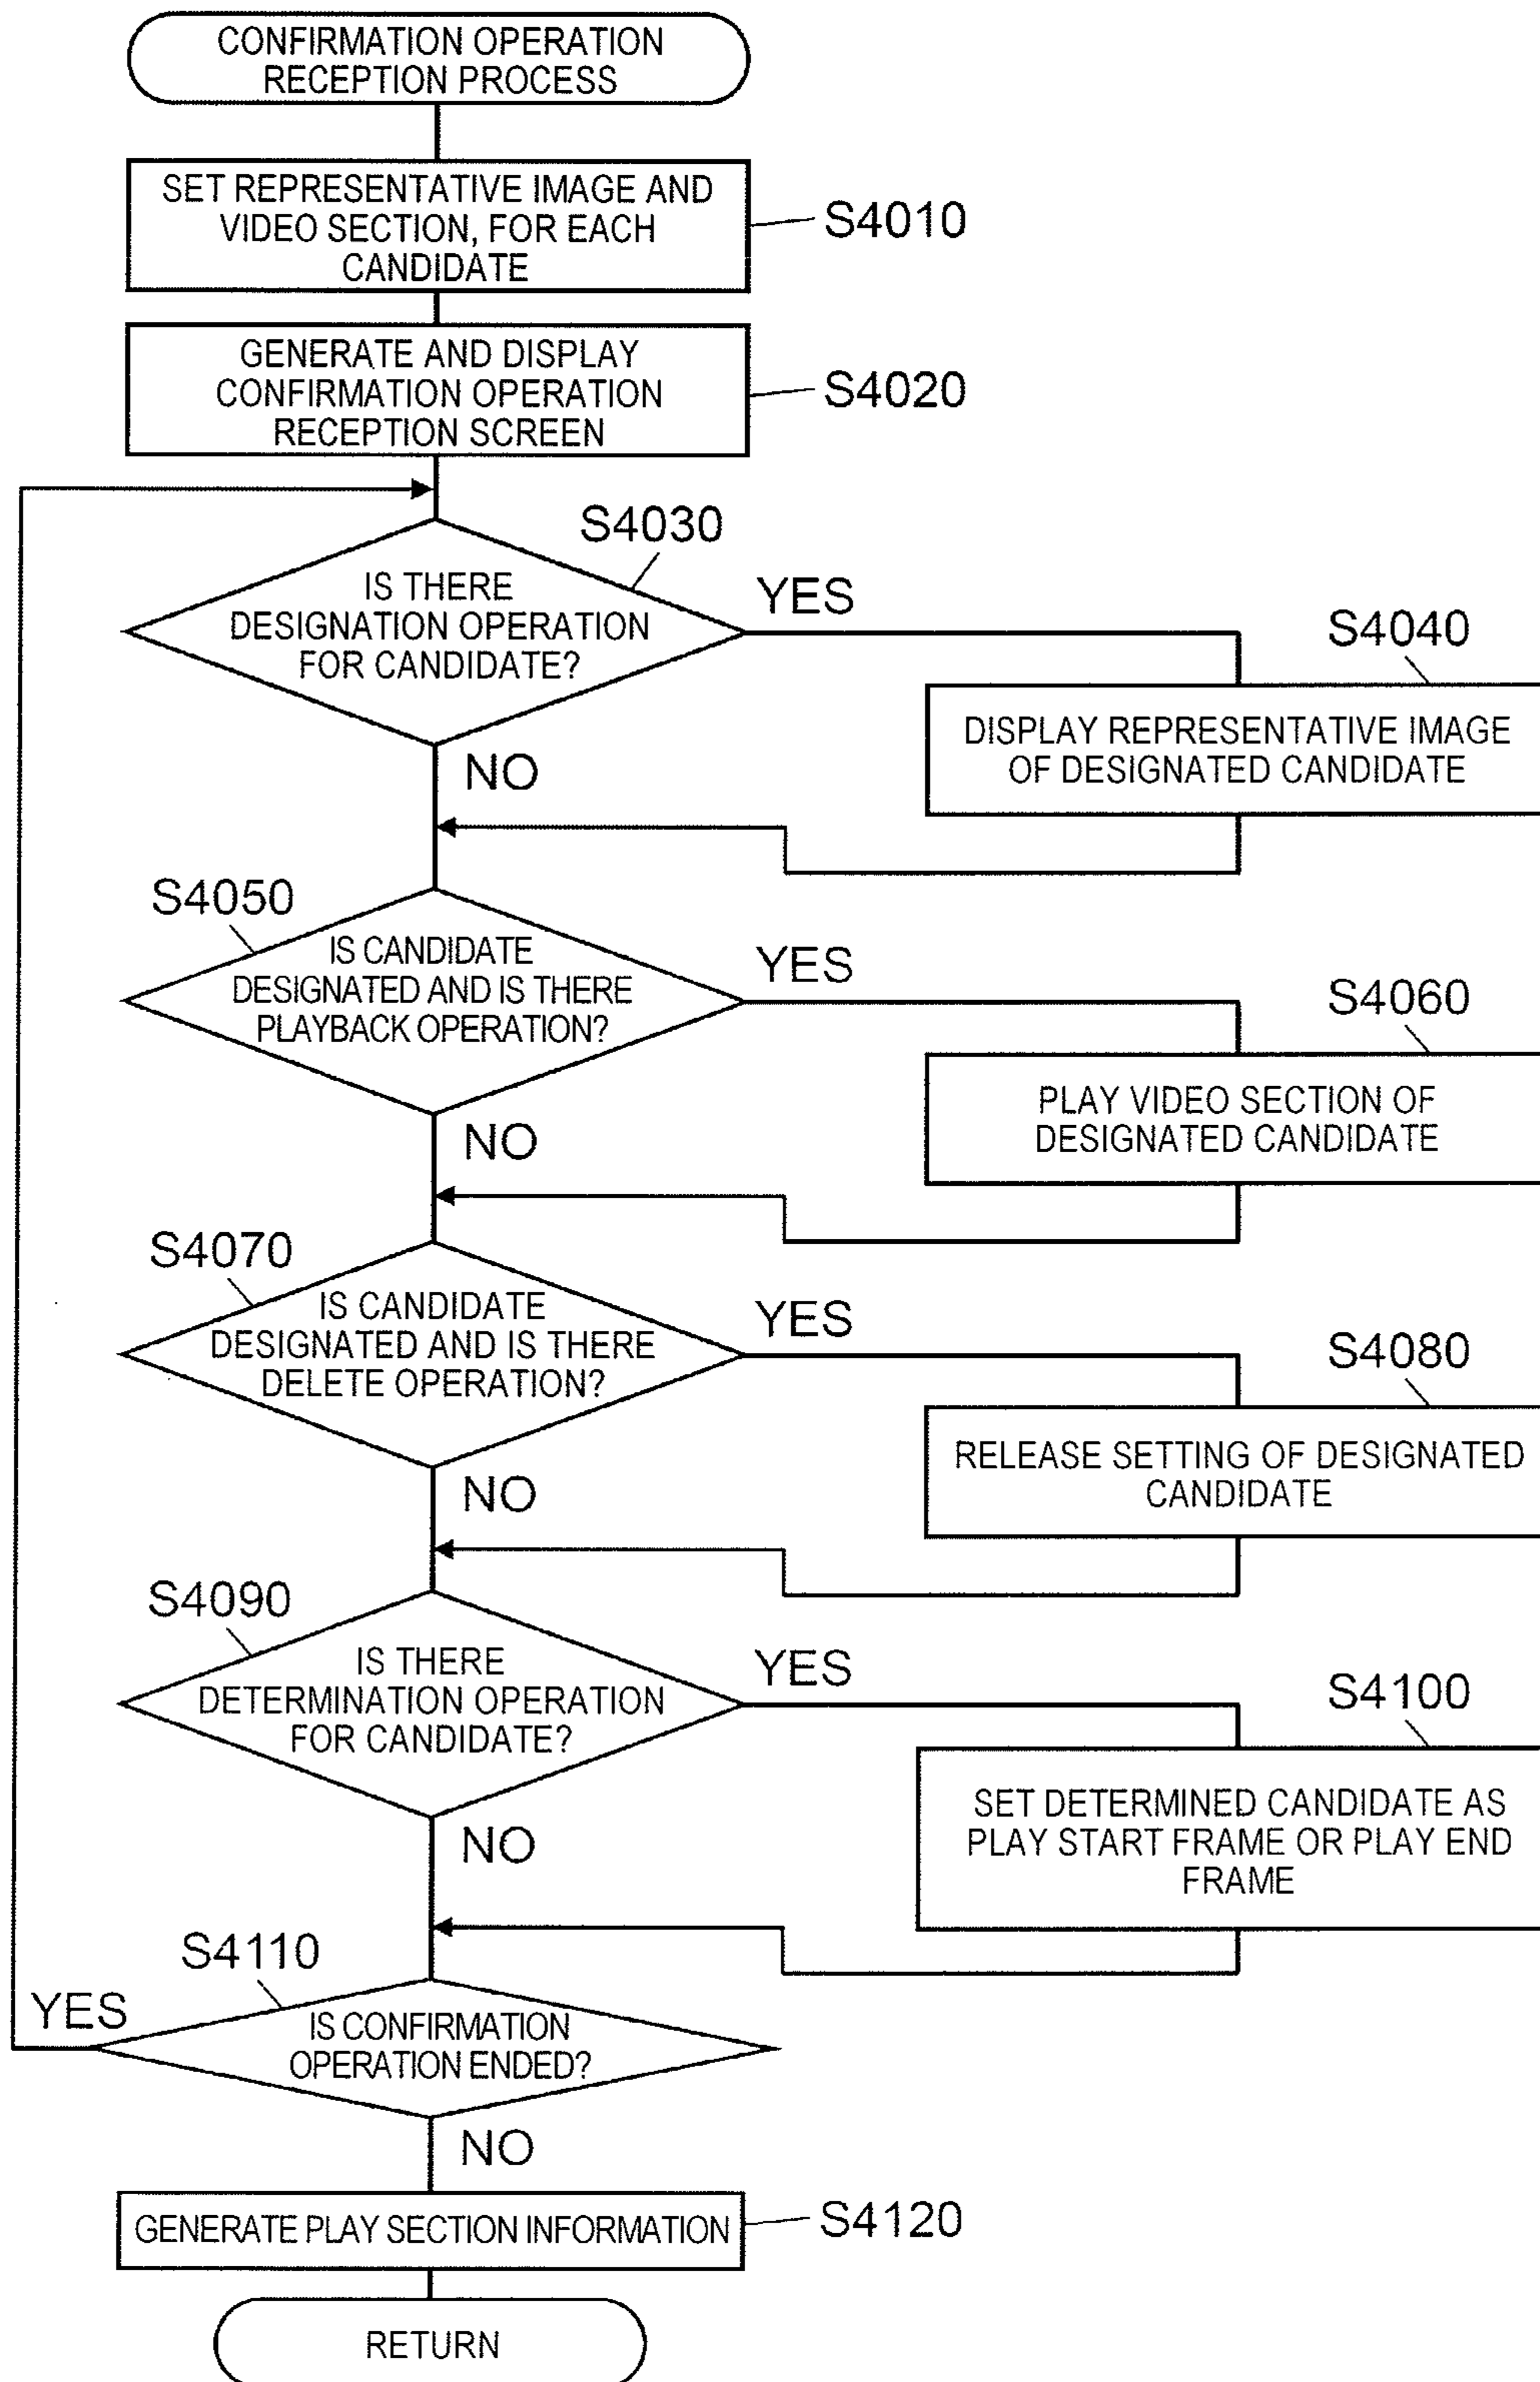 CONFIRMATION OPERATION
RECEPTION PROCESS
SET REPRESENTATIVE IMAGE AND
VIDEO SECTION, FOR EACH
CANDIDATE
S4010
GENERATE AND DISPLAY
CONFIRMATION OPERATION
RECEPTION SCREEN
S4020
S4030
IS THERE
DESIGNATION OPERATION
FOR CANDIDATE?
YES
NO
S4040
DISPLAY REPRESENTATIVE IMAGE
OF DESIGNATED CANDIDATE
S4050
IS CANDIDATE
DESIGNATED AND IS THERE
PLAYBACK OPERATION?
YES
NO
S4060
PLAY VIDEO SECTION OF
DESIGNATED CANDIDATE
S4070
IS CANDIDATE
DESIGNATED AND IS THERE
DELETE OPERATION?
YES
NO
S4080
RELEASE SETTING OF DESIGNATED
CANDIDATE
S4090
IS THERE
DETERMINATION OPERATION
FOR CANDIDATE?
YES
NO
S4100
SET DETERMINED CANDIDATE AS
PLAY START FRAME OR PLAY END
FRAME
S4110
IS CONFIRMATION
OPERATION ENDED?
YES
NO
GENERATE PLAY SECTION INFORMATION
S4120
RETURN